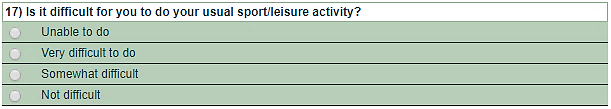 17) Is it difficult for you to do your usual sport/leisure activity?
Unable to do
Very difficult to do
Somewhat difficult
Not difficult